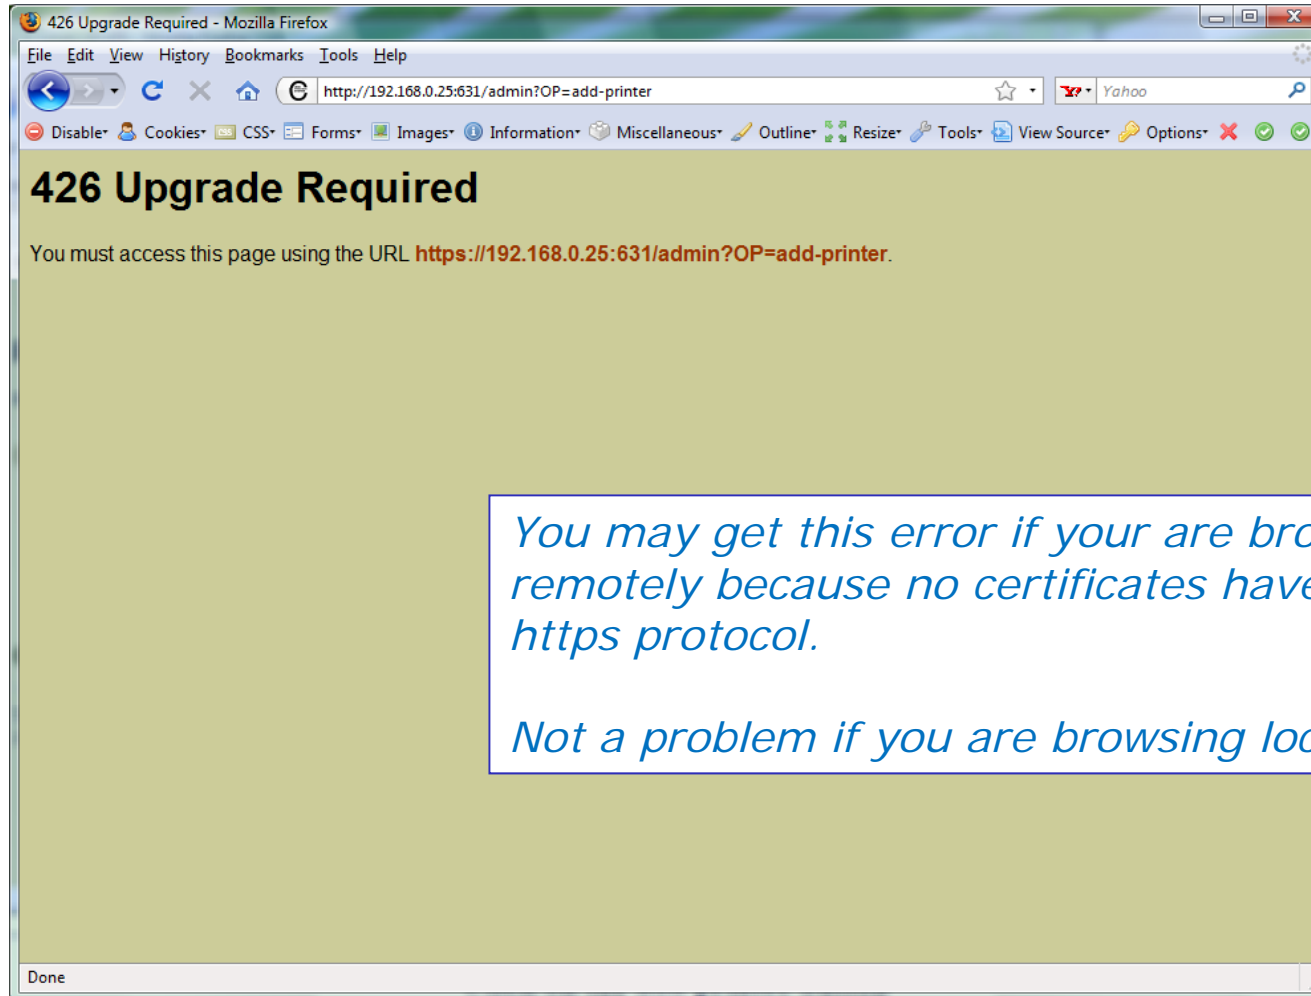 426 Upgrade Required - Mozilla Firefox
File Edit View History Bookmarks Tools Help
http://192.168.0.25:631/admin?OP=add-printer
Yahoo
Disable Cookies CSS Forms Images Information Miscellaneous Outline Resize Tools View Source Options
426 Upgrade Required
You must access this page using the URL https://192.168.0.25:631/admin?OP=add-printer.
You may get this error if your are bro
remotely because no certificates have
https protocol.
Not a problem if you are browsing loc
Done